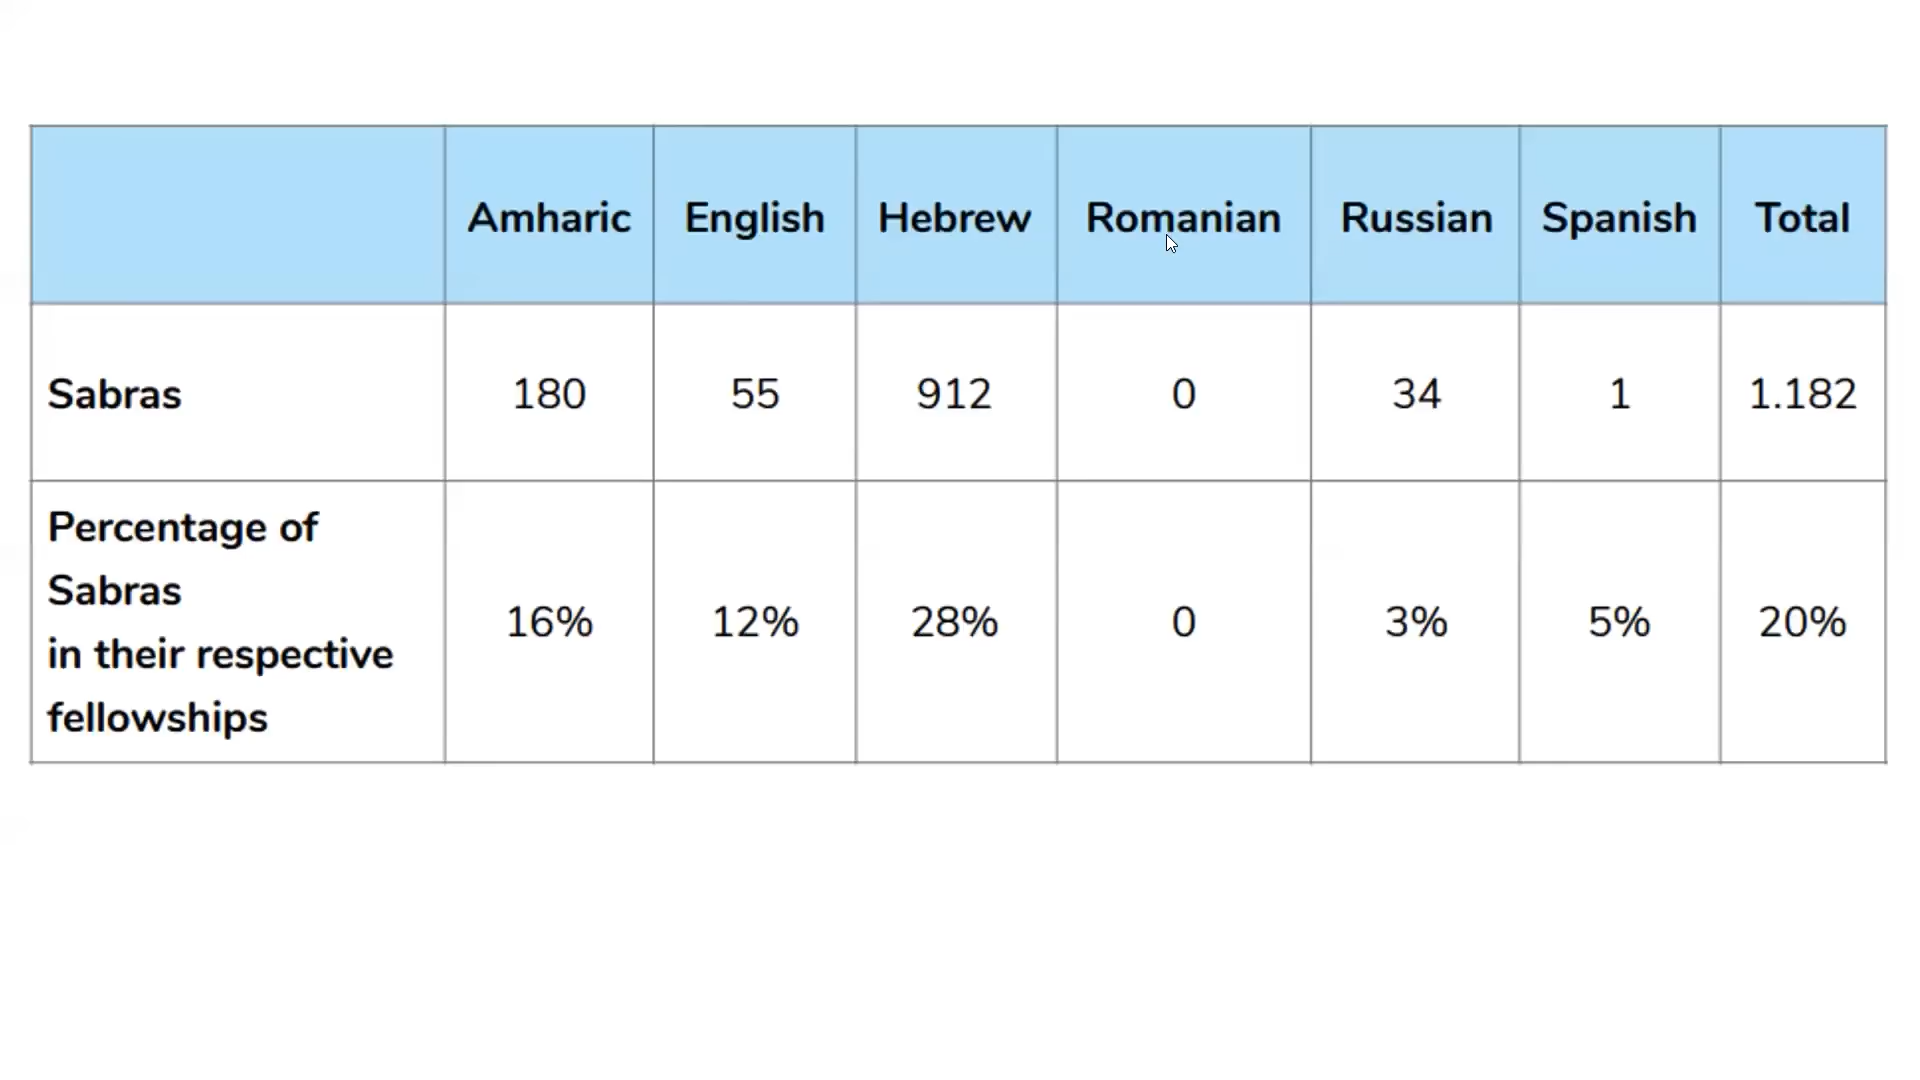 Amharic English Hebrew Romanian Russian Spanish Total
Sabras 180 55 912 0 34 1 1.182
Percentage of
Sabras
in their respective
fellowships
16% 12% 28% 0 3% 5% 20%